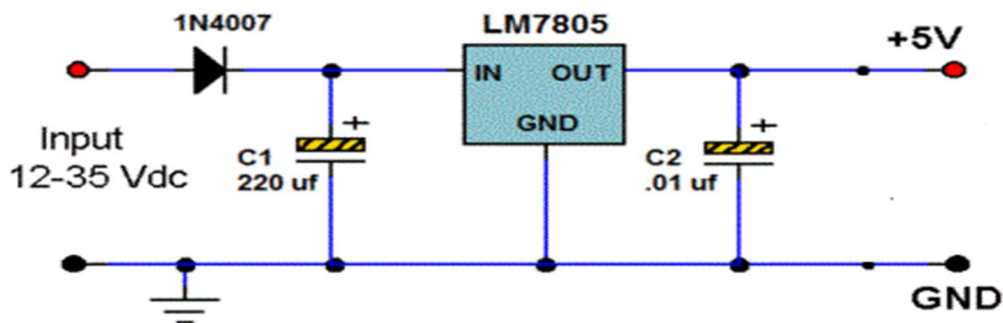 1N4007
LM7805
+5V
IN OUT
GND
Input
12-35 Vdc
+
C1
220 uf
+
C2
.01 uf
GND